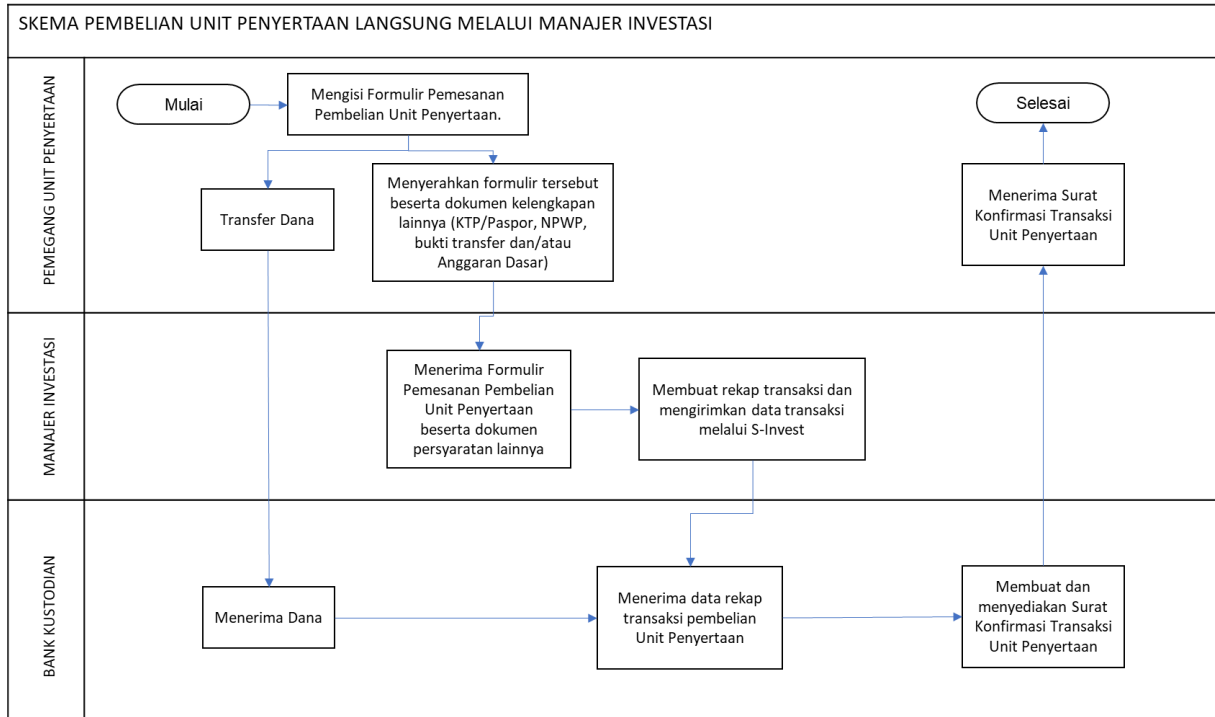 SKEMA PEMBELIAN UNIT PENYERTAAN LANGSUNG MELALUI MANAJER INVESTASI
PEMEGANG UNIT PENYERTAAN
Mulai
Mengisi Formulir Pemesanan
Pembelian Unit Penyertaan.
Selesai
Transfer Dana
Menyerahkan formulir tersebut
beserta dokumen kelengkapan
lainnya (KTP/Paspor, NPWP,
bukti transfer dan/atau
Anggaran Dasar)
Menerima Surat
Konfirmasi Transaksi
Unit Penyertaan
MANAJER INVESTASI
Menerima Formulir
Pemesanan Pembelian
Unit Penyertaan
beserta dokumen
persyaratan lainnya
Membuat rekap transaksi dan
mengirimkan data transaksi
melalui S-Invest
BANK KUSTODIAN
Menerima Dana
Menerima data rekap
transaksi pembelian
Unit Penyertaan
Membuat dan
menyediakan Surat
Konfirmasi Transaksi
Unit Penyertaan